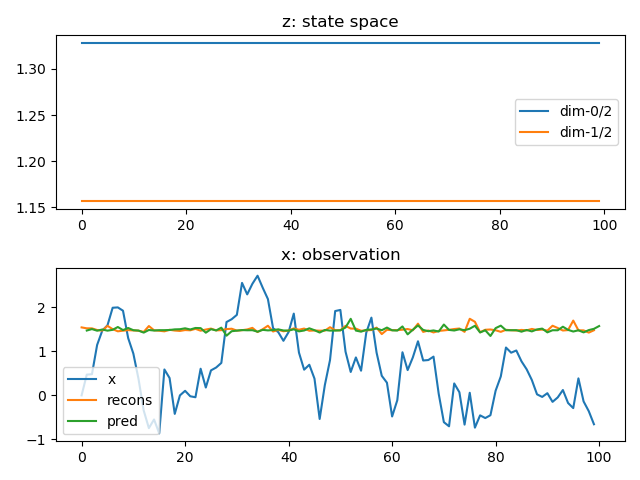 z: state space
1.30
1.25
1.20
1.15
dim-0/2
dim-1/2
0
20
40
60
80
100
x: observation
2
1
0
−1
x
recons
pred
0
20
40
60
80
100